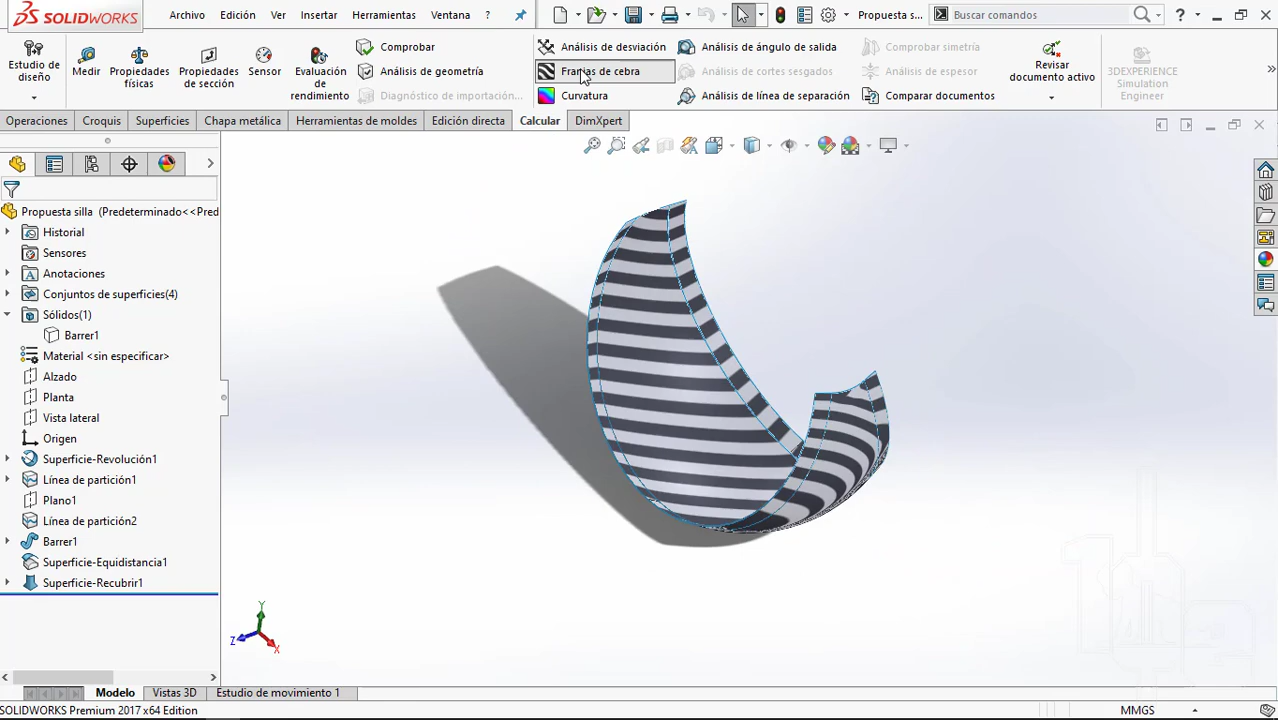 SOLIDWORKS
Archivo Edición Ver Insertar Herramientas Ventana ?
Propuesta s...
Buscar comandos
Estudio de diseño
Medir
Propiedades físicas
Propiedades de sección
Sensor
Evaluación de rendimiento
Comprobar
Análisis de geometría
Diagnóstico de importación...
Análisis de desviación
Franjas de cebra
Curvatura
Análisis de ángulo de salida
Análisis de cortes sesgados
Análisis de línea de separación
Comprobar simetría
Análisis de espesor
Comparar documentos
Revisar documento activo
3DEXPERIENCE Simulation Engineer
Operaciones Croquis Superficies Chapa metálica Herramientas de moldes Edición directa Calcular DimXpert
Propuesta silla (Predeterminado<<Pred
Historial
Sensores
Anotaciones
Conjuntos de superficies(4)
Sólidos(1)
Barrer1
Material <sin especificar>
Alzado
Planta
Vista lateral
Origen
Superficie-Revolución1
Línea de partición1
Plano1
Línea de partición2
Barrer1
Superficie-Equidistancia1
Superficie-Recubrir1
Y
Z
X
Modelo Vistas 3D Estudio de movimiento 1
SOLIDWORKS Premium 2017 x64 Edition
MMGS